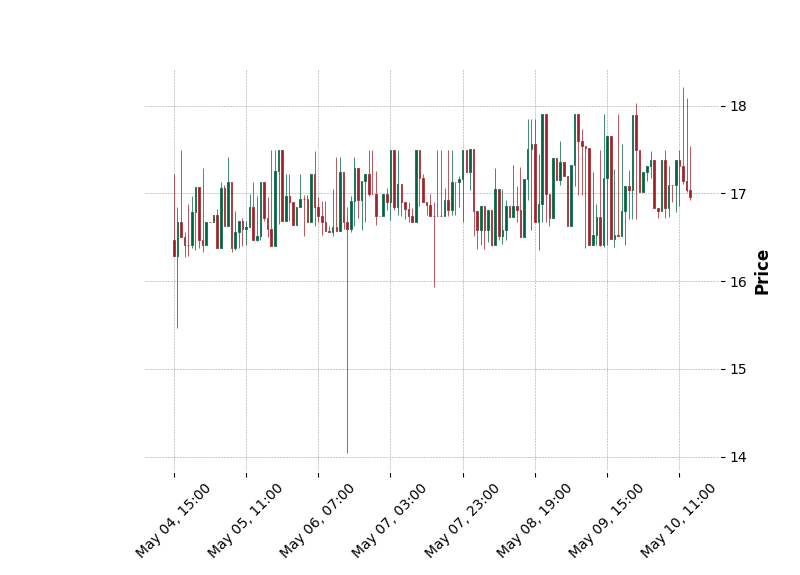 18
17
16
15
14
Price
May 04, 15:00
May 05, 11:00
May 06, 07:00
May 07, 03:00
May 07, 23:00
May 08, 19:00
May 09, 15:00
May 10, 11:00